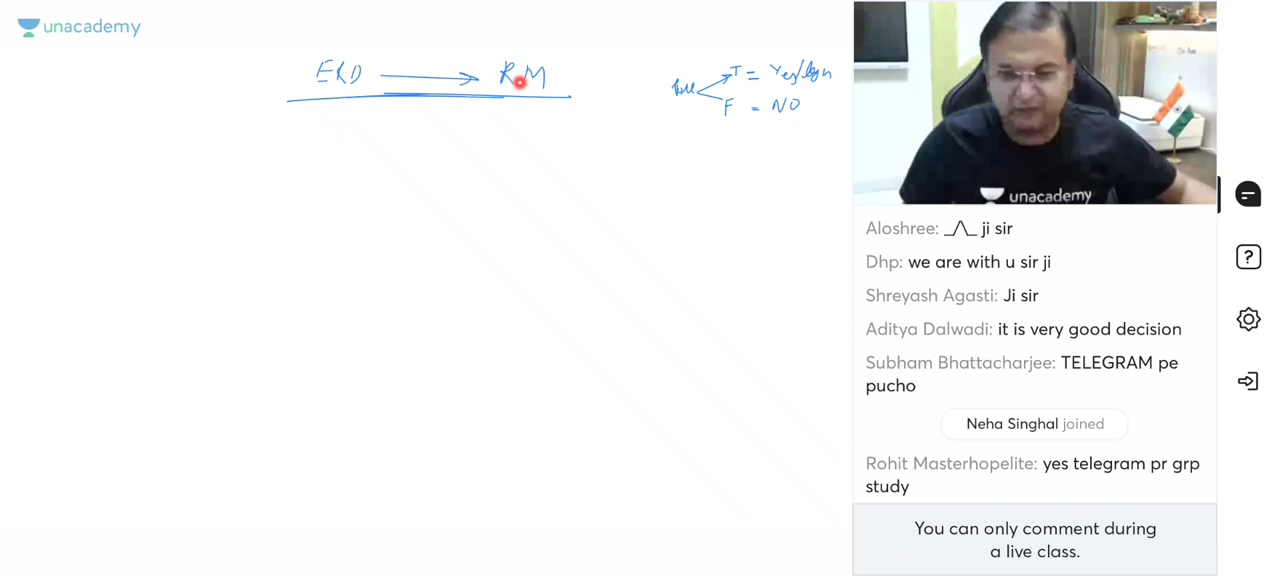 unacademy
ERD → RM
T = Yes
F = NO
unacademy
Aloshree: _/\_ ji sir
Dhp: we are with u sir ji
Shreyash Agasti: Ji sir
Aditya Dalwadi: it is very good decision
Subham Bhattacharjee: TELEGRAM pe
pucho
Neha Singhal joined
Rohit Masterhopelite: yes telegram pr grp
study
You can only comment during
a live class.